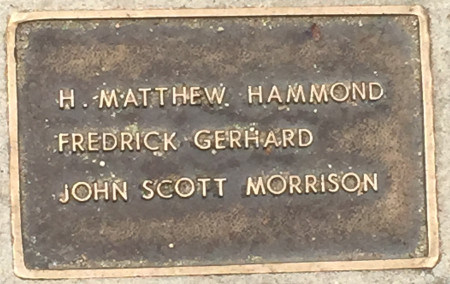 H. MATTHEW HAMMOND
FREDRICK GERHARD
JOHN SCOTT MORRISON